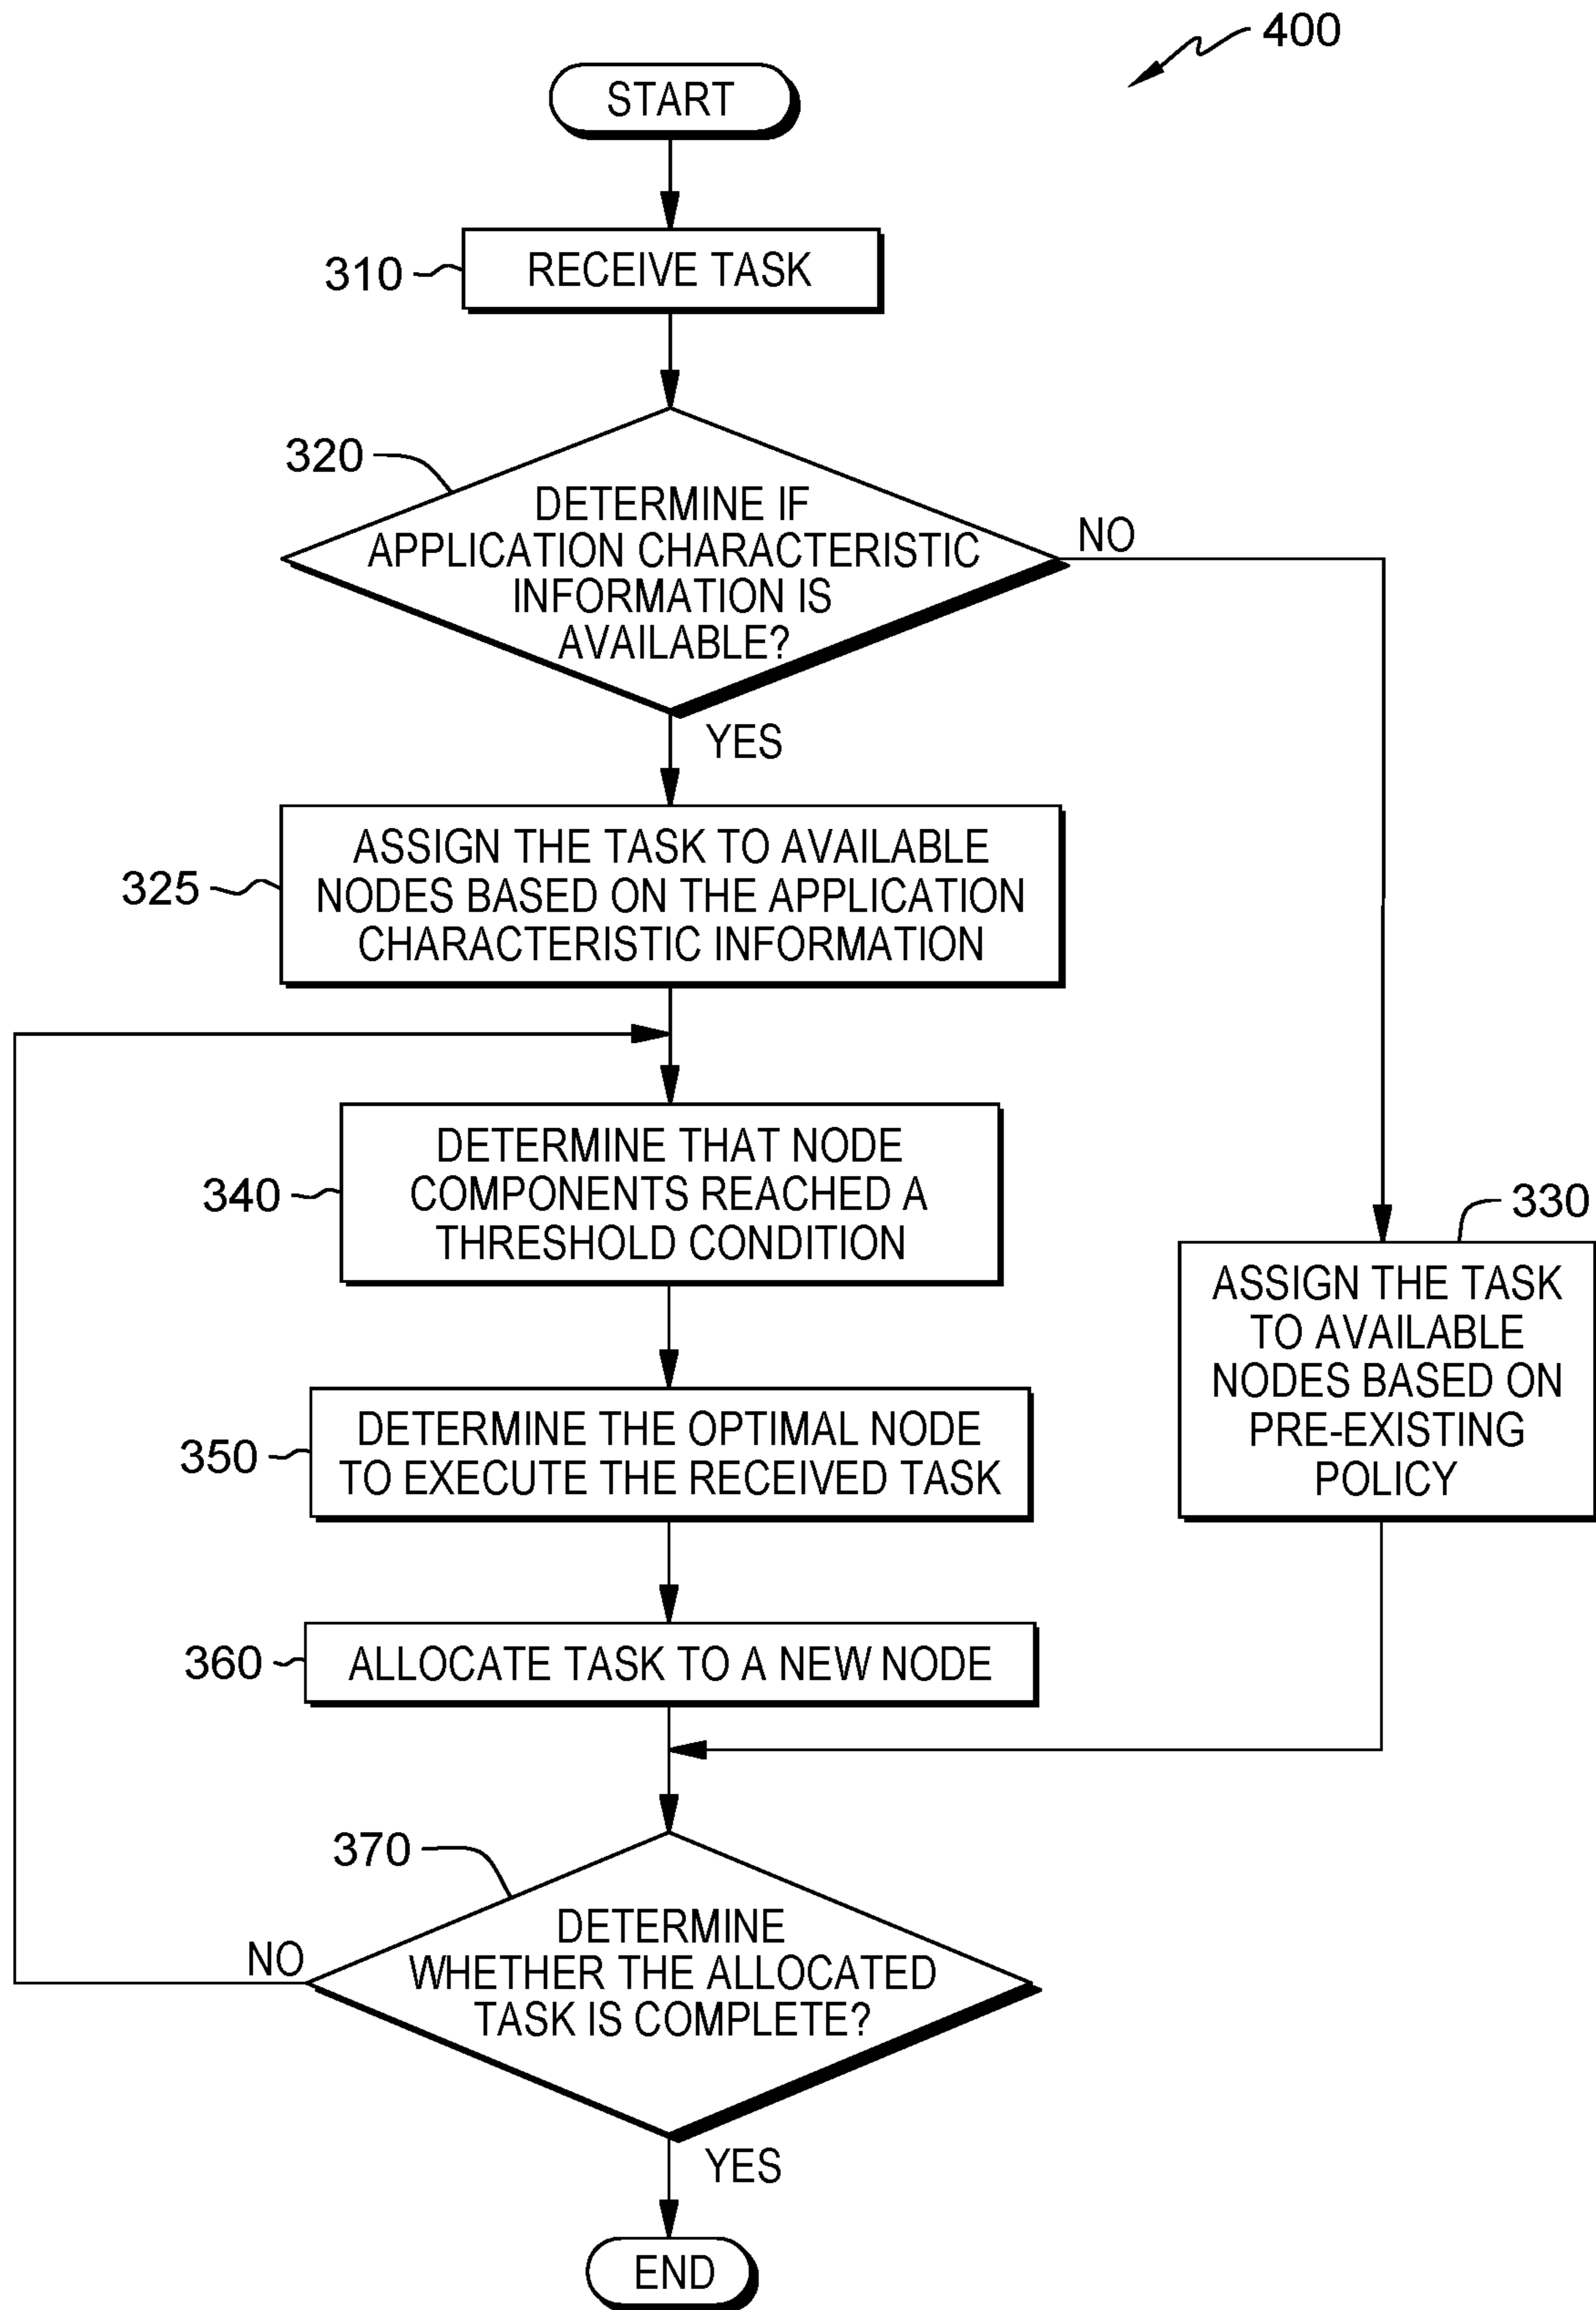 400
START
310
RECEIVE TASK
320
DETERMINE IF
APPLICATION CHARACTERISTIC
INFORMATION IS
AVAILABLE?
NO
YES
325
ASSIGN THE TASK TO AVAILABLE
NODES BASED ON THE APPLICATION
CHARACTERISTIC INFORMATION
340
DETERMINE THAT NODE
COMPONENTS REACHED A
THRESHOLD CONDITION
330
ASSIGN THE TASK
TO AVAILABLE
NODES BASED ON
PRE-EXISTING
POLICY
350
DETERMINE THE OPTIMAL NODE
TO EXECUTE THE RECEIVED TASK
360
ALLOCATE TASK TO A NEW NODE
370
DETERMINE
WHETHER THE ALLOCATED
TASK IS COMPLETE?
NO
YES
END